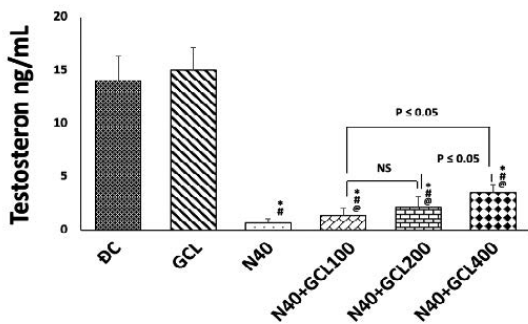 Testosteron ng/mL
20
15
10
5
0
P ≤ 0.05
NS
P ≤ 0.05
*
#
*
#
@
*
#
@
*
#
@
ĐC
GCL
N40
N40+GCL100
N40+GCL200
N40+GCL400